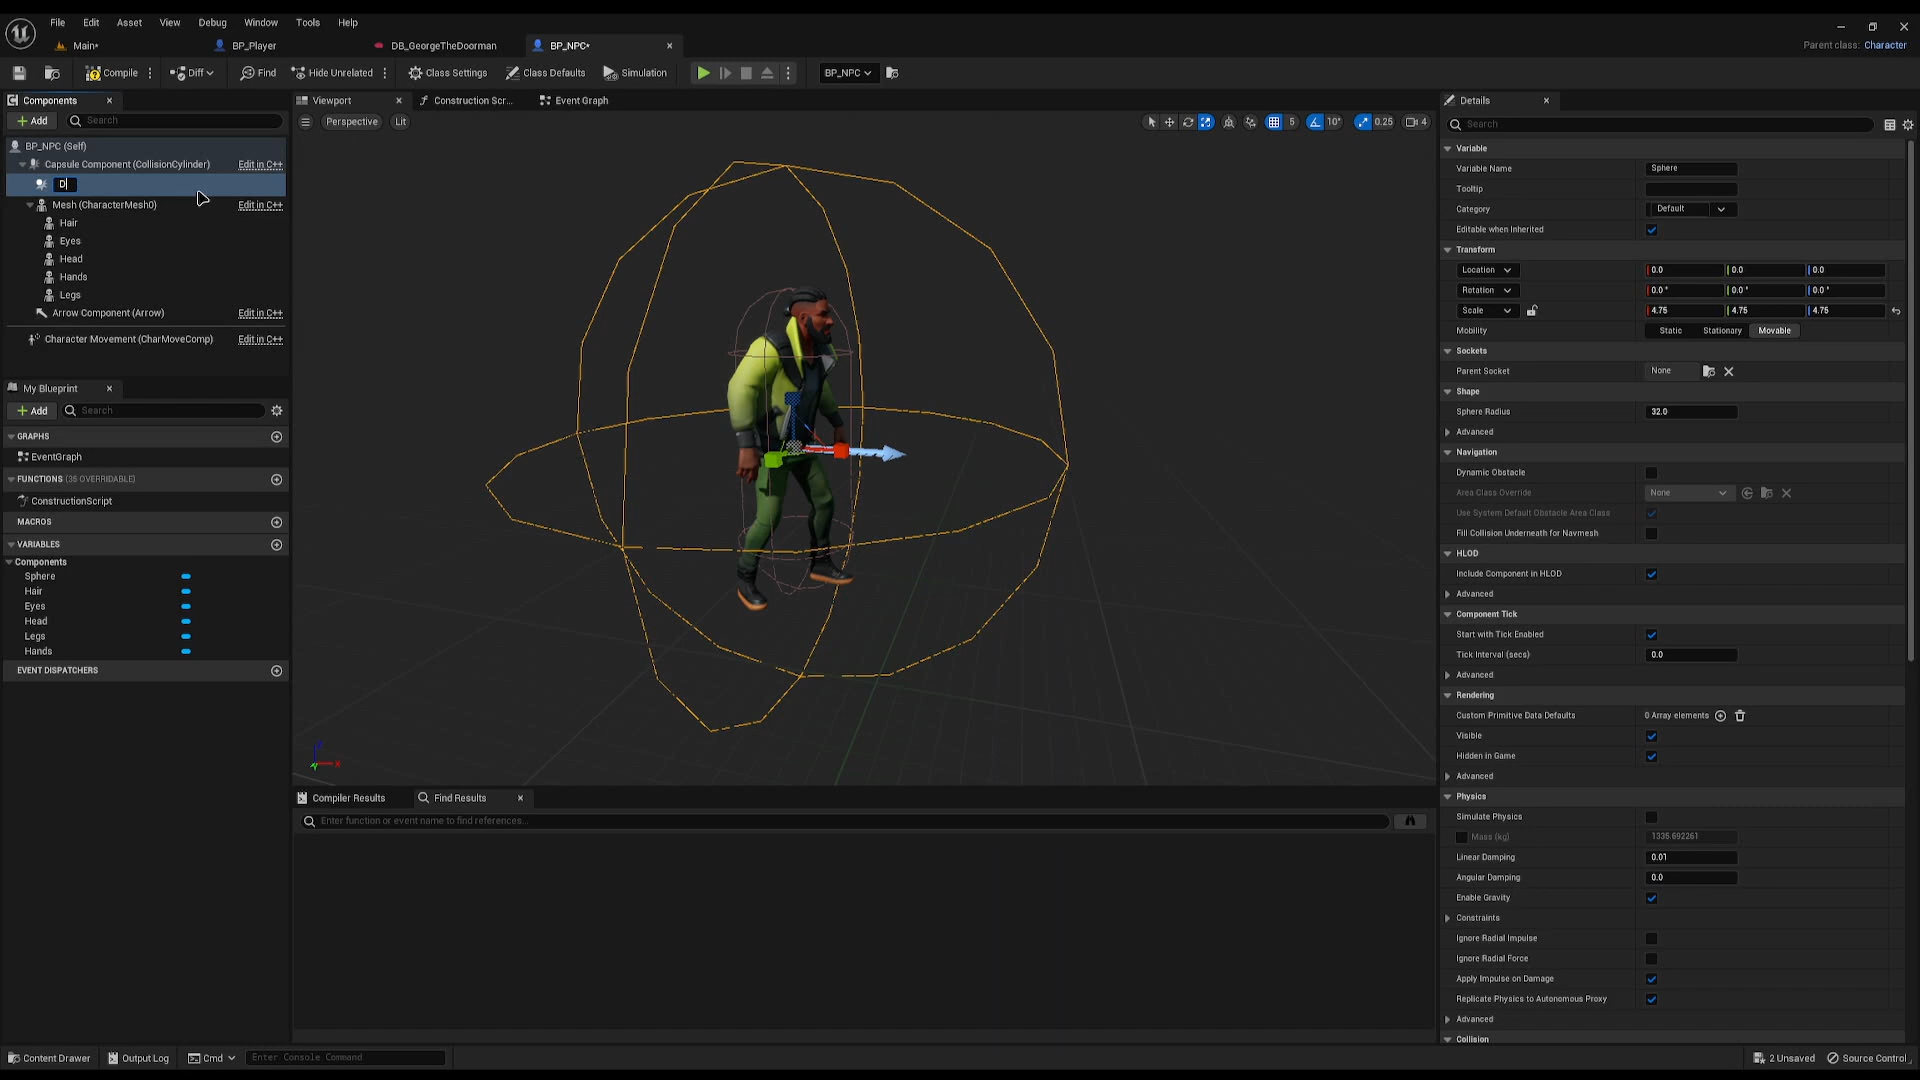 File Edit Asset View Debug Window Tools Help
Main* BP_Player DB_GeorgeTheDoorman BP_NPC*
Parent class: Character
Compile Diff Find Hide Unrelated Class Settings Class Defaults Simulation BP_NPC
Components
Add Search
BP_NPC (Self)
Capsule Component (CollisionCylinder) Edit in C++
D
Mesh (CharacterMesh0) Edit in C++
Hair
Eyes
Head
Hands
Legs
Arrow Component (Arrow) Edit in C++
Character Movement (CharMoveComp) Edit in C++
My Blueprint
Add Search
GRAPHS
EventGraph
FUNCTIONS (35 OVERRIDABLE)
ConstructionScript
MACROS
VARIABLES
Components
Sphere
Hair
Eyes
Head
Legs
Hands
EVENT DISPATCHERS
Viewport Construction Scr... Event Graph
Perspective Lit 5 10° 0.25 4
Compiler Results Find Results
Enter function or event name to find references...
Details
Search
Variable
Variable Name Sphere
Tooltip
Category Default
Editable when Inherited
Transform
Location 0.0 0.0 0.0
Rotation 0.0° 0.0° 0.0°
Scale 4.75 4.75 4.75
Mobility Static Stationary Movable
Sockets
Parent Socket None
Shape
Sphere Radius 32.0
Advanced
Navigation
Dynamic Obstacle
Area Class Override None
Use System Default Obstacle Area Class
Fill Collision Underneath for Navmesh
HLOD
Include Component in HLOD
Advanced
Component Tick
Start with Tick Enabled
Tick Interval (secs) 0.0
Advanced
Rendering
Custom Primitive Data Defaults 0 Array elements
Visible
Hidden in Game
Advanced
Physics
Simulate Physics
Mass (kg) 1335.692261
Linear Damping 0.01
Angular Damping 0.0
Enable Gravity
Constraints
Ignore Radial Impulse
Ignore Radial Force
Apply Impulse on Damage
Replicate Physics to Autonomous Proxy
Advanced
Collision
Content Drawer Output Log Cmd Enter Console Command
2 Unsaved Source Control